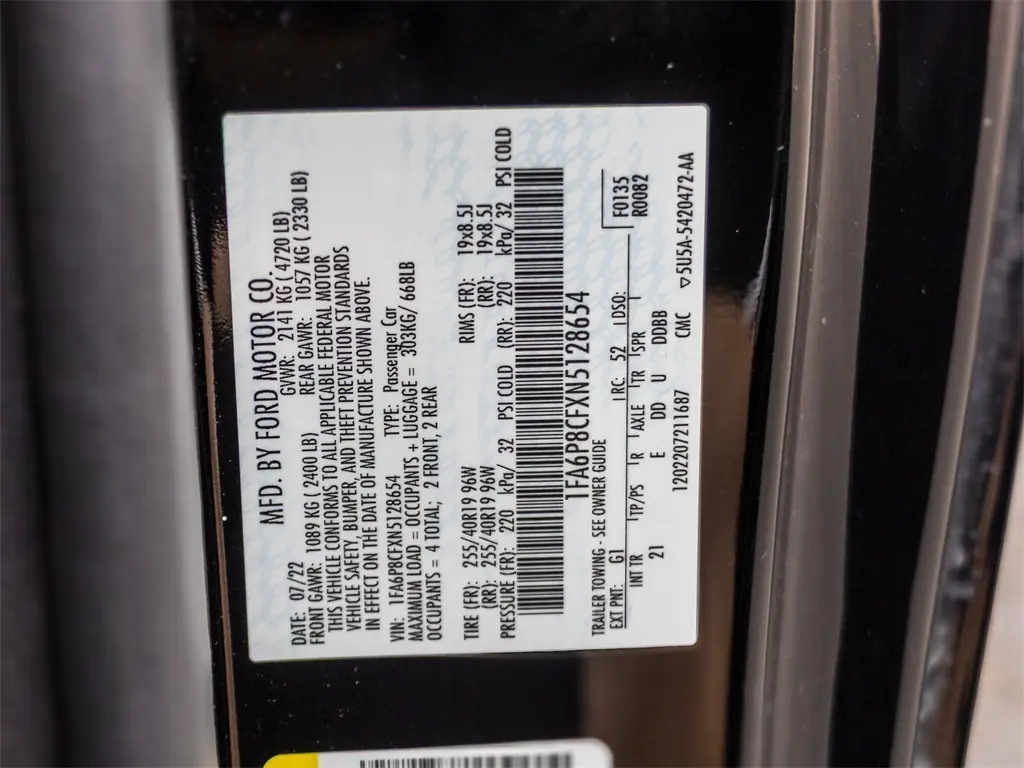 MFD. BY FORD MOTOR CO.
DATE: 07/22 GVWR: 2141 KG ( 4720 LB)
FRONT GAWR: 1089 KG ( 2400 LB) REAR GAWR: 1057 KG ( 2330 LB)
THIS VEHICLE CONFORMS TO ALL APPLICABLE FEDERAL MOTOR
VEHICLE SAFETY, BUMPER, AND THEFT PREVENTION STANDARDS
IN EFFECT ON THE DATE OF MANUFACTURE SHOWN ABOVE.
VIN: 1FA6P8CFXN5128654 TYPE: Passenger Car
MAXIMUM LOAD = OCCUPANTS + LUGGAGE = 303KG/ 668LB
OCCUPANTS = 4 TOTAL; 2 FRONT, 2 REAR
TIRE (FR): 255/40R19 96W RIMS (FR): 19x8.5J
(RR): 255/40R19 96W (RR): 19x8.5J
PRESSURE (FR): 220 kPa/ 32 PSI COLD (RR): 220 kPa/ 32 PSI COLD
1FA6P8CFXN5128654
TRAILER TOWING - SEE OWNER GUIDE F0135
EXT PNT: G1 RC: 52 DSO: R0082
INT TR TP/PS R AXLE TR SPR
21 E DD U DDBB
1202207211687 CMC ▽5U5A-5420472-AA